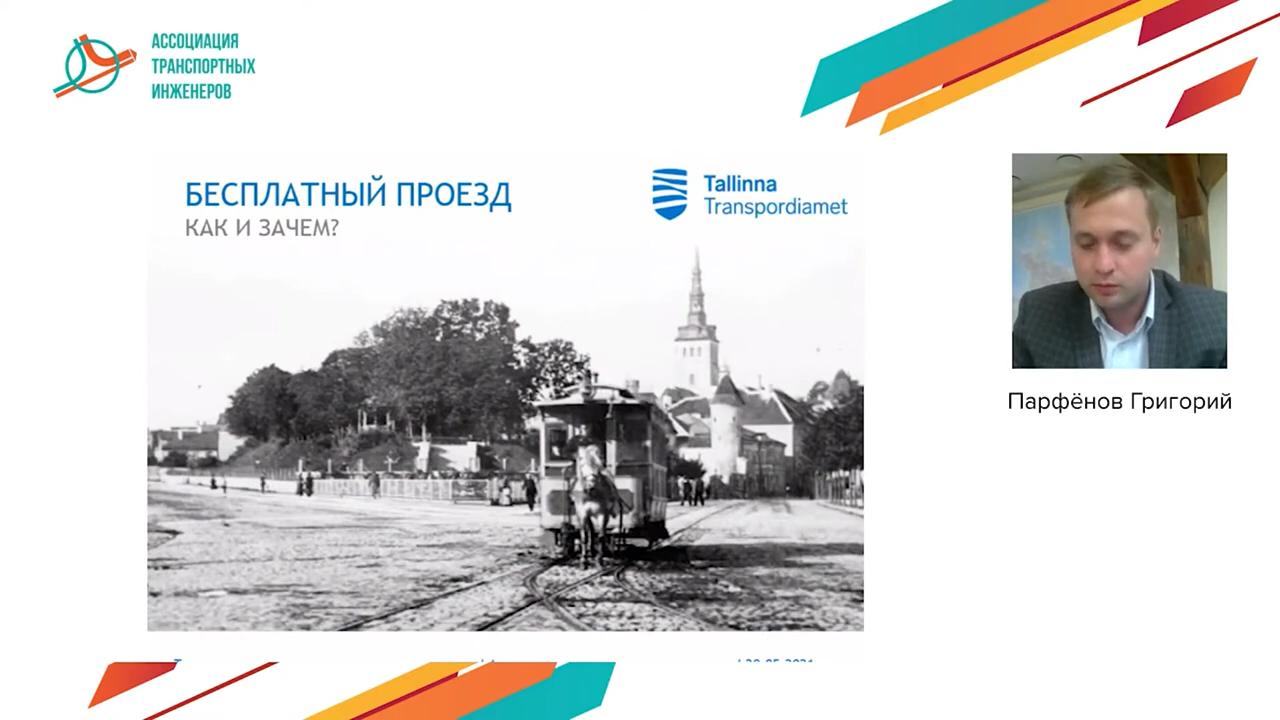 АССОЦИАЦИЯ
ТРАНСПОРТНЫХ
ИНЖЕНЕРОВ
БЕСПЛАТНЫЙ ПРОЕЗД
КАК И ЗАЧЕМ?
Tallinna
Transpordiamet
Парфёнов Григорий